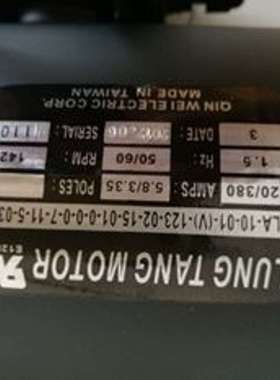 LUNG TANG MOTOR
LA-10-01-(V)-123-02-15-01-0-0-7-11-5-03
20/380 AMPS 5.8/3.35 POLES:
1.5 Hz: 50/60 RPM: 142
3 DATE: SERIAL: 110
QIN WEI ELECTRIC CORP.
MADE IN TAIWAN